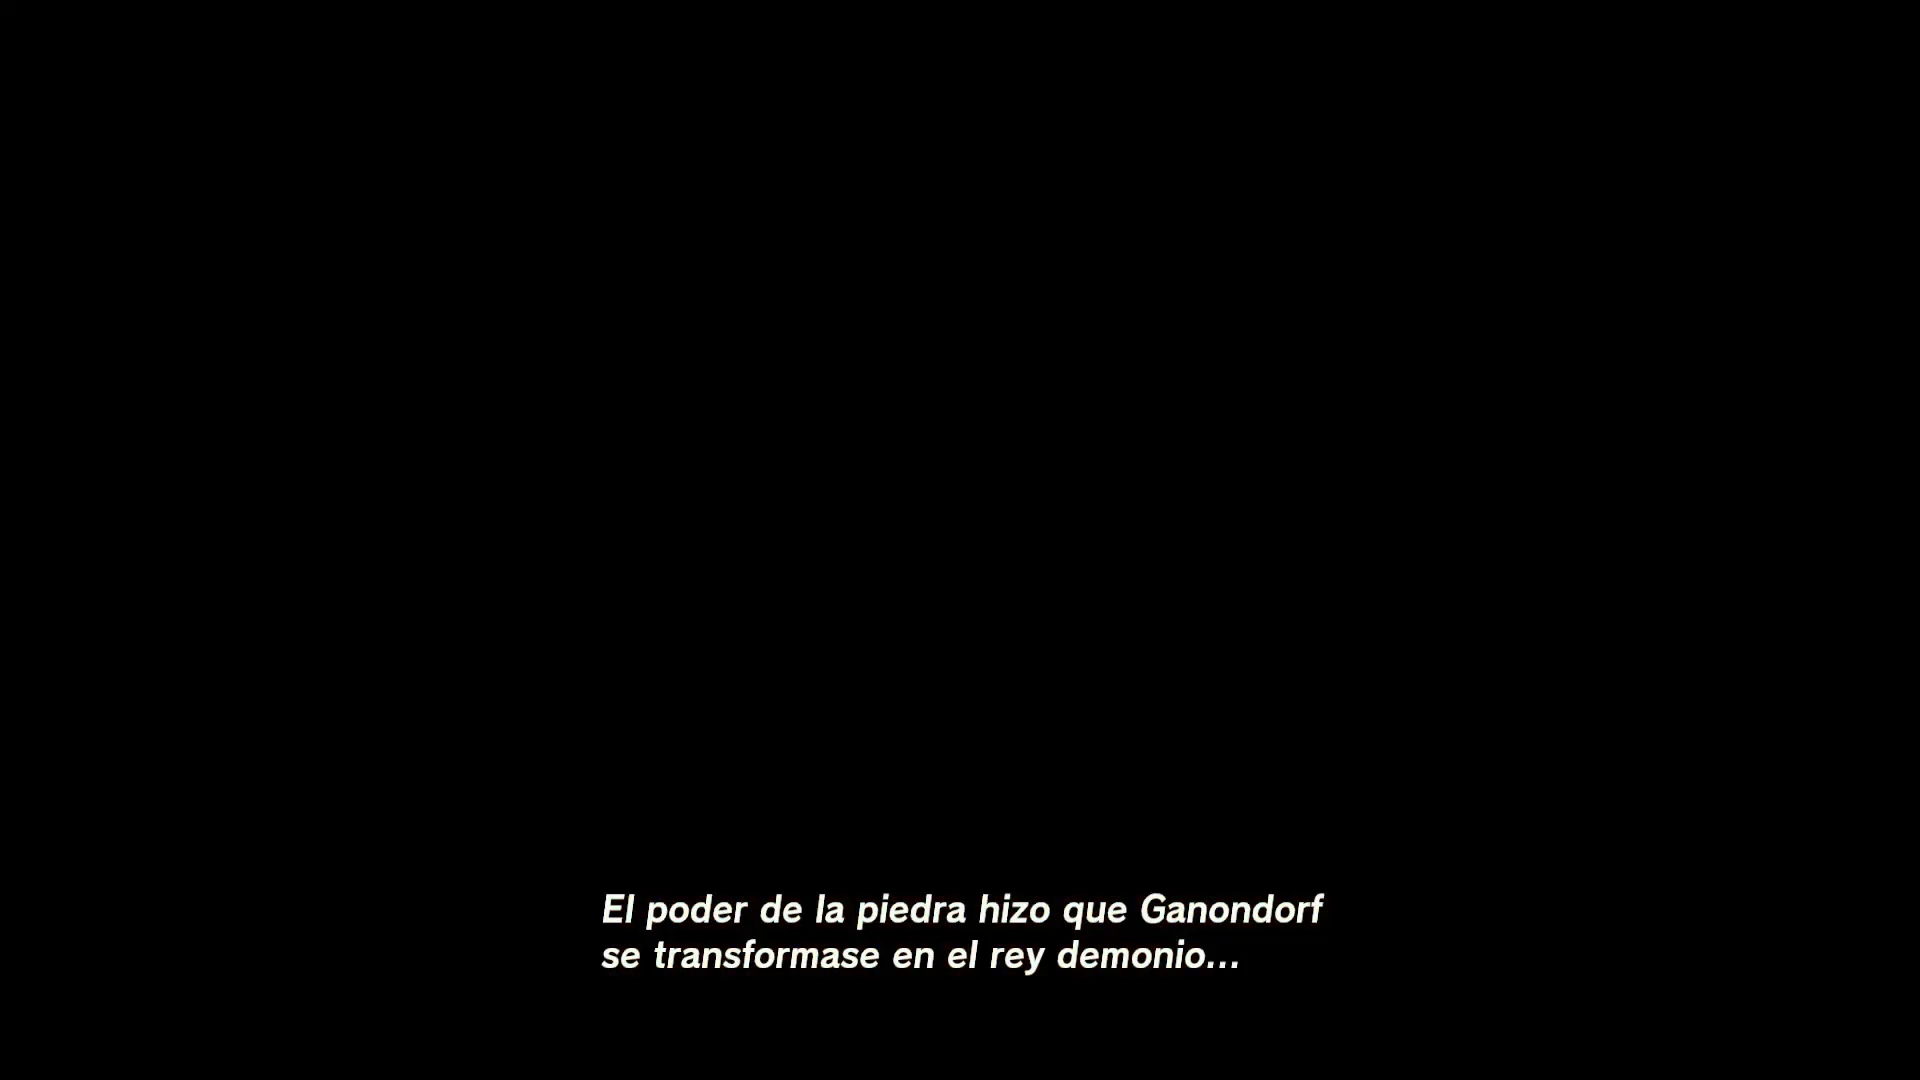 El poder de la piedra hizo que Ganondorf
se transformase en el rey demonio...